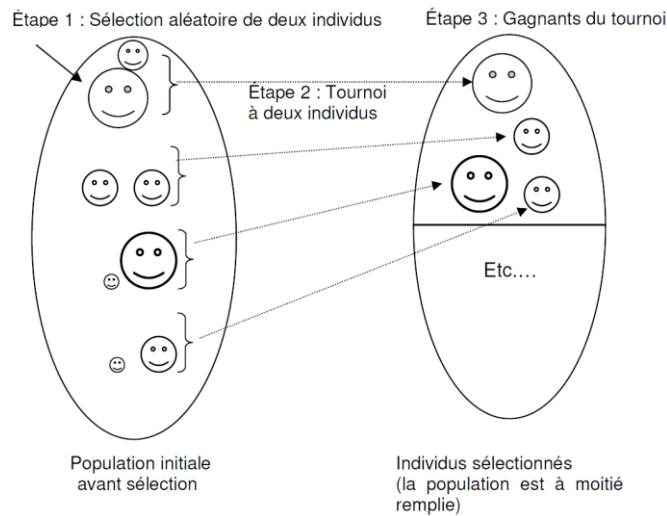 Étape 1 : Sélection aléatoire de deux individus
Étape 3 : Gagnants du tournoi
Étape 2 : Tournoi
à deux individus
Etc....
Population initiale
avant sélection
Individus sélectionnés
(la population est à moitié
remplie)